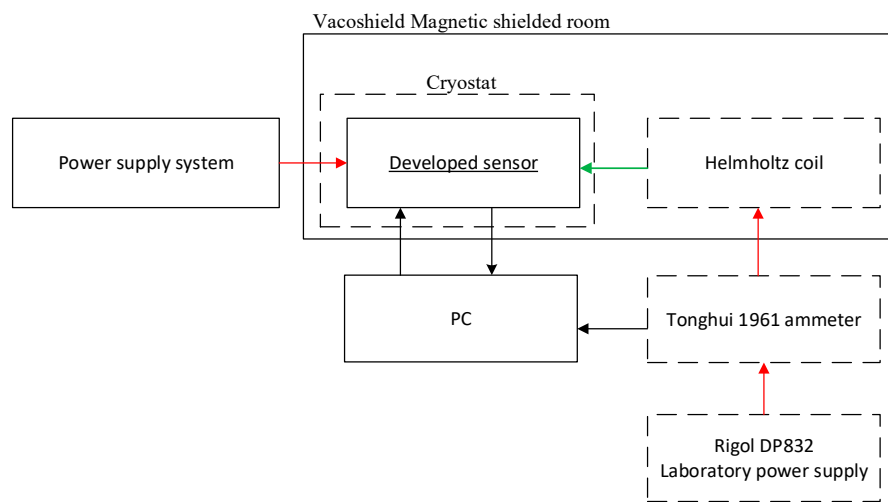 Vacoshield Magnetic shielded room
Cryostat
Power supply system
Developed sensor
Helmholtz coil
PC
Tonghui 1961 ammeter
Rigol DP832
Laboratory power supply